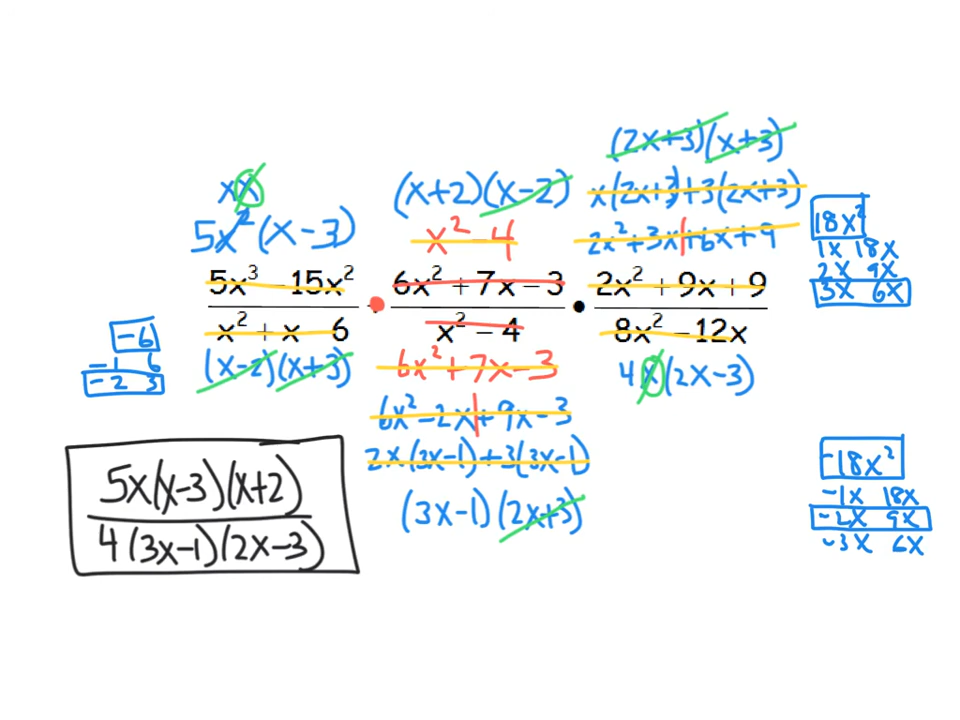 (2x+3)(x+3)
xx
(x+2)(x-2)
x(2x+3)+3(2x+3)
5x²(x-3)
x²-4
2x²+3x+6x+9
18x²
1x 18x
2x 9x
3x 6x
5x³ - 15x²
x² + x - 6
·
6x² + 7x - 3
x² - 4
•
2x² + 9x + 9
8x² - 12x
-6
-1 6
-2 3
(x-2)(x+3)
6x²+7x-3
4x(2x-3)
6x²-2x+9x-3
2x(3x-1)+3(3x-1)
(3x-1)(2x+3)
5x(x-3)(x+2)
4(3x-1)(2x-3)
-18x²
-1x 18x
-2x 9x
-3x 6x